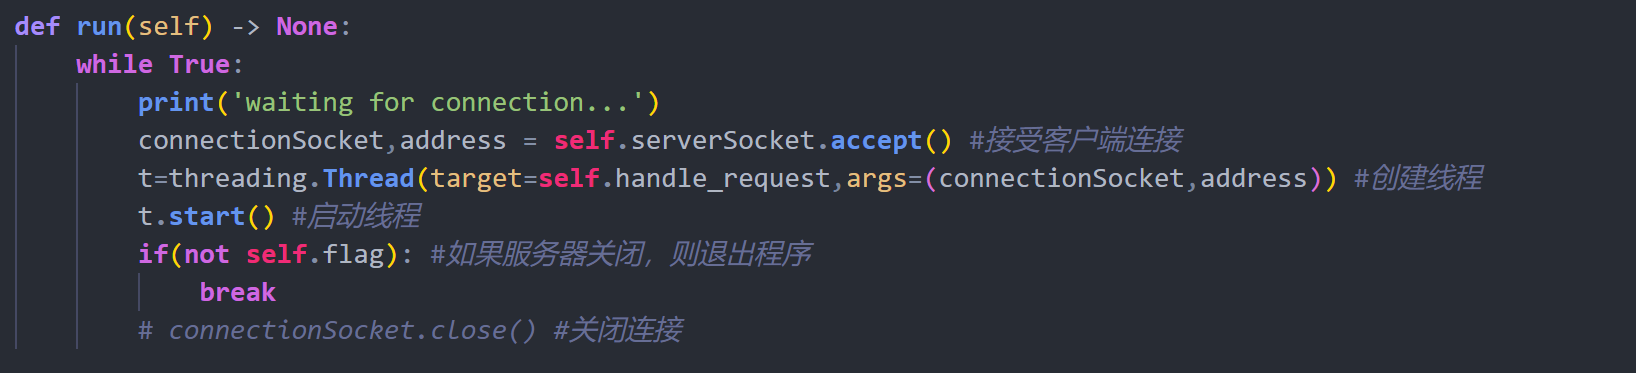 def run(self) -> None:
    while True:
        print('waiting for connection...')
        connectionSocket,address = self.serverSocket.accept() #接受客户端连接
        t=threading.Thread(target=self.handle_request,args=(connectionSocket,address)) #创建线程
        t.start() #启动线程
        if(not self.flag): #如果服务器关闭，则退出程序
            break
        # connectionSocket.close() #关闭连接